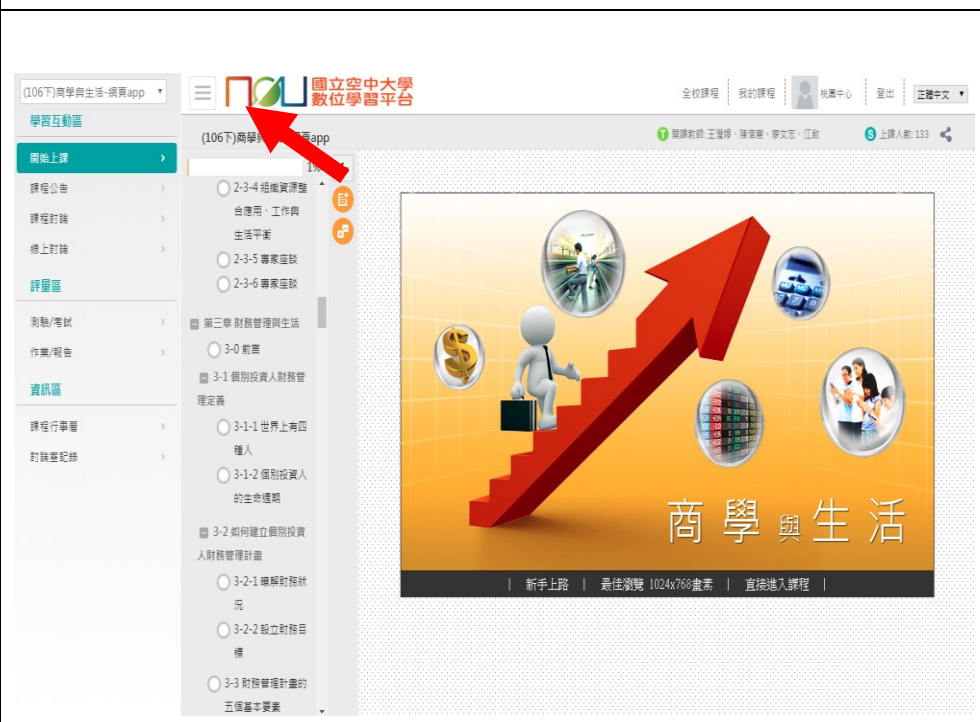 (106下)商學與生活-網頁app
國立空中大學
數位學習平台
全校課程
我的課程
桃園中心
登出
正體中文
學習互動區
開始上課
課程公告
課程討論
線上討論
評量區
測驗/考試
作業/報告
資訊區
課程行事曆
討論室記錄
(106下)商學與
頁app
開課教師: 王瑩婷、陳信憲、廖文志、江啟
上課人數: 133
1%
2-3-4 組織資源整
合應用、工作與
生活平衡
2-3-5 專家座談
2-3-6 專家座談
第三章 財務管理與生活
3-0 前言
3-1 個別投資人財務管
理定義
3-1-1 世界上有四
種人
3-1-2 個別投資人
的生命週期
3-2 如何建立個別投資
人財務管理計畫
3-2-1 瞭解財務狀
況
3-2-2 設立財務目
標
3-3 財務管理計畫的
五個基本要素
商學與生活
| 新手上路 | 最佳瀏覽 1024x768畫素 | 直接進入課程 |